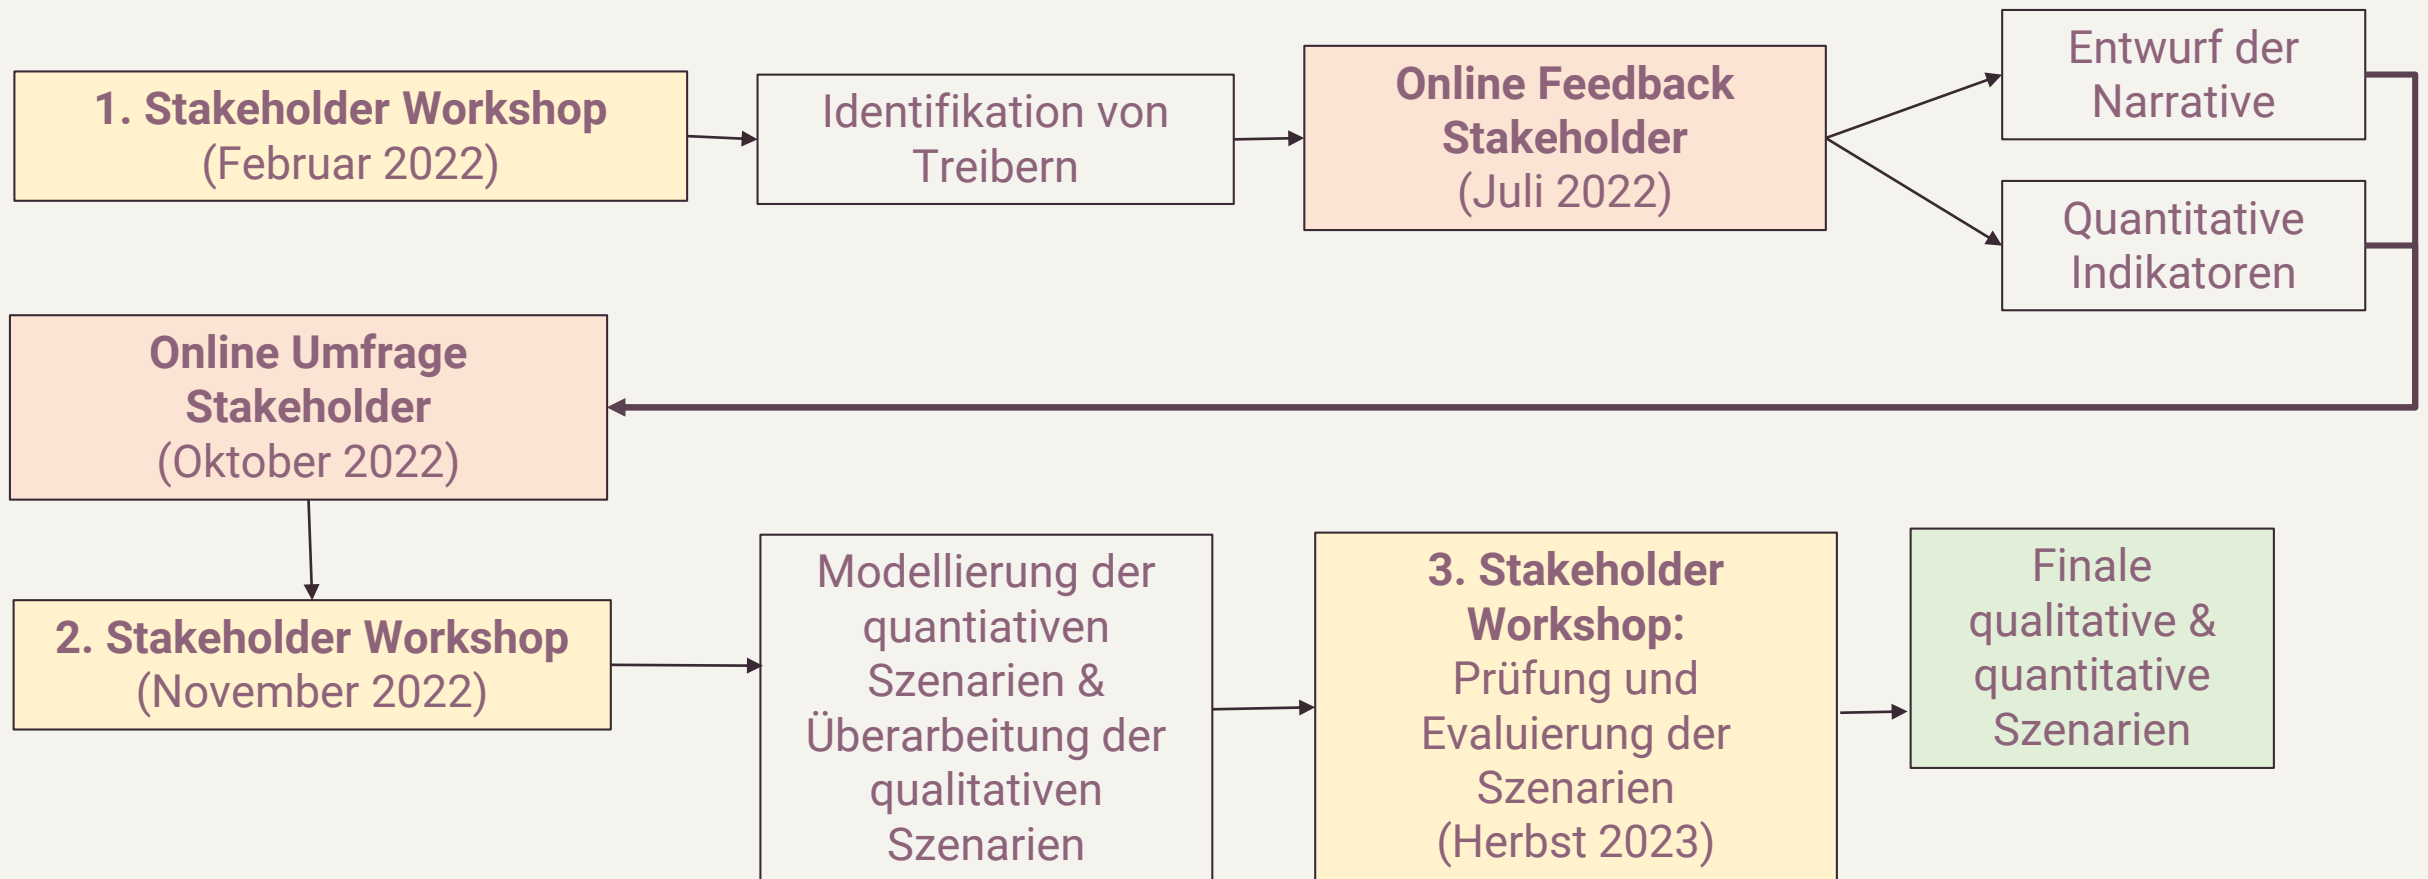 1. Stakeholder Workshop
(Februar 2022)
Identifikation von
Treibern
Online Feedback
Stakeholder
(Juli 2022)
Entwurf der
Narrative
Quantitative
Indikatoren
Online Umfrage
Stakeholder
(Oktober 2022)
2. Stakeholder Workshop
(November 2022)
Modellierung der
quantiativen
Szenarien &
Überarbeitung der
qualitativen
Szenarien
3. Stakeholder
Workshop:
Prüfung und
Evaluierung der
Szenarien
(Herbst 2023)
Finale
qualitative &
quantitative
Szenarien